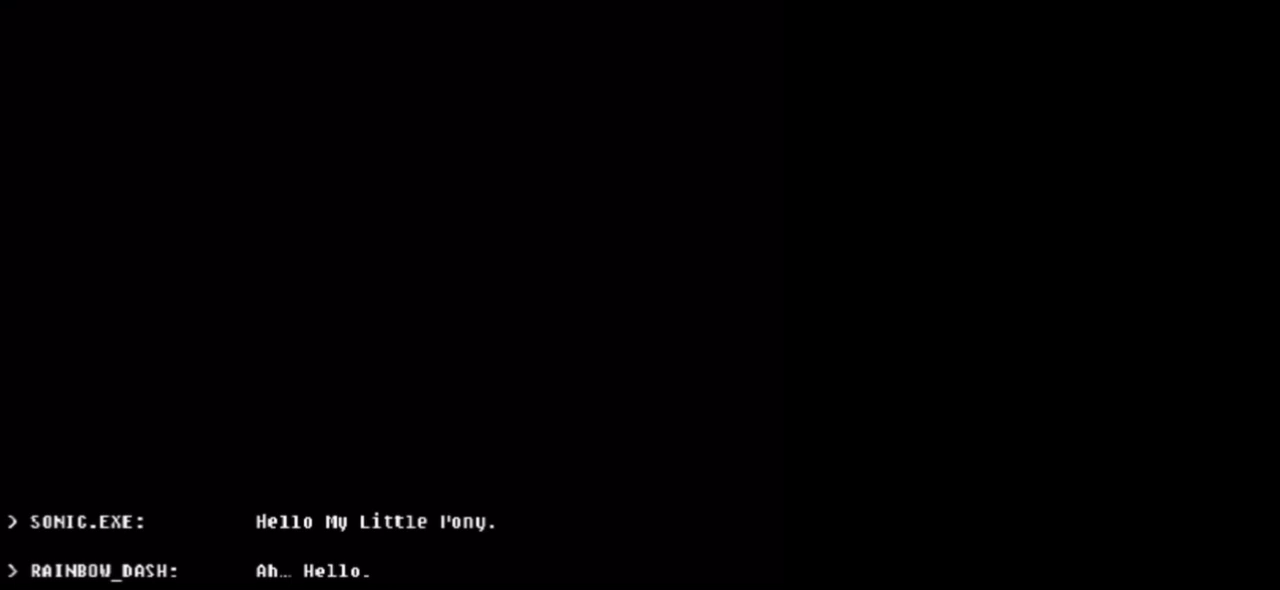 > SONIC.EXE: Hello My Little Pony.
> RAINBOW_DASH: Ah… Hello.